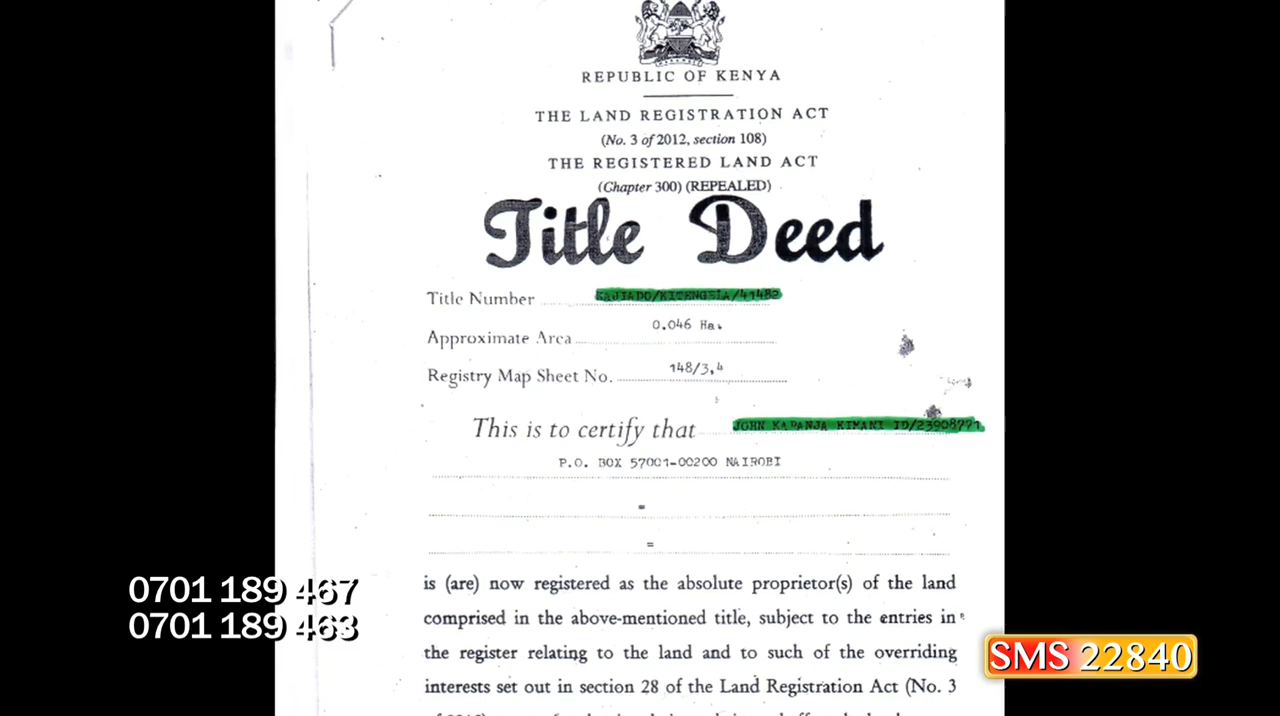 REPUBLIC OF KENYA
THE LAND REGISTRATION ACT
(No. 3 of 2012, section 108)
THE REGISTERED LAND ACT
(Chapter 300) (REPEALED)
Title Deed
Title Number KAJIADO/KITENGELA/41482
Approximate Area 0.046 Ha.
Registry Map Sheet No. 148/3,4
This is to certify that JOHN KARANJA KIMANI ID/23908771
P.O. BOX 57001-00200 NAIROBI
=
=
is (are) now registered as the absolute proprietor(s) of the land
comprised in the above-mentioned title, subject to the entries in
the register relating to the land and to such of the overriding
interests set out in section 28 of the Land Registration Act (No. 3
0701 189 467
0701 189 463
SMS 22840